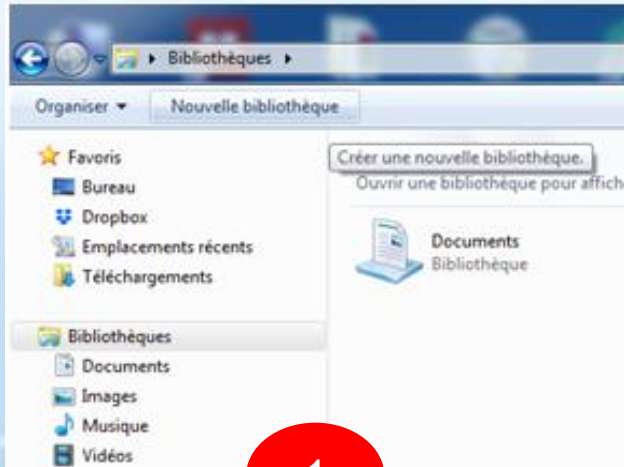 Bibliothèques
Organiser Nouvelle bibliothèque
Créer une nouvelle bibliothèque.
Favoris
Ouvrir une bibliothèque pour
Bureau
Dropbox
Documents
Emplacements récents
Bibliothèque
Téléchargements
Bibliothèques
Documents
Images
Musique
Vidéos